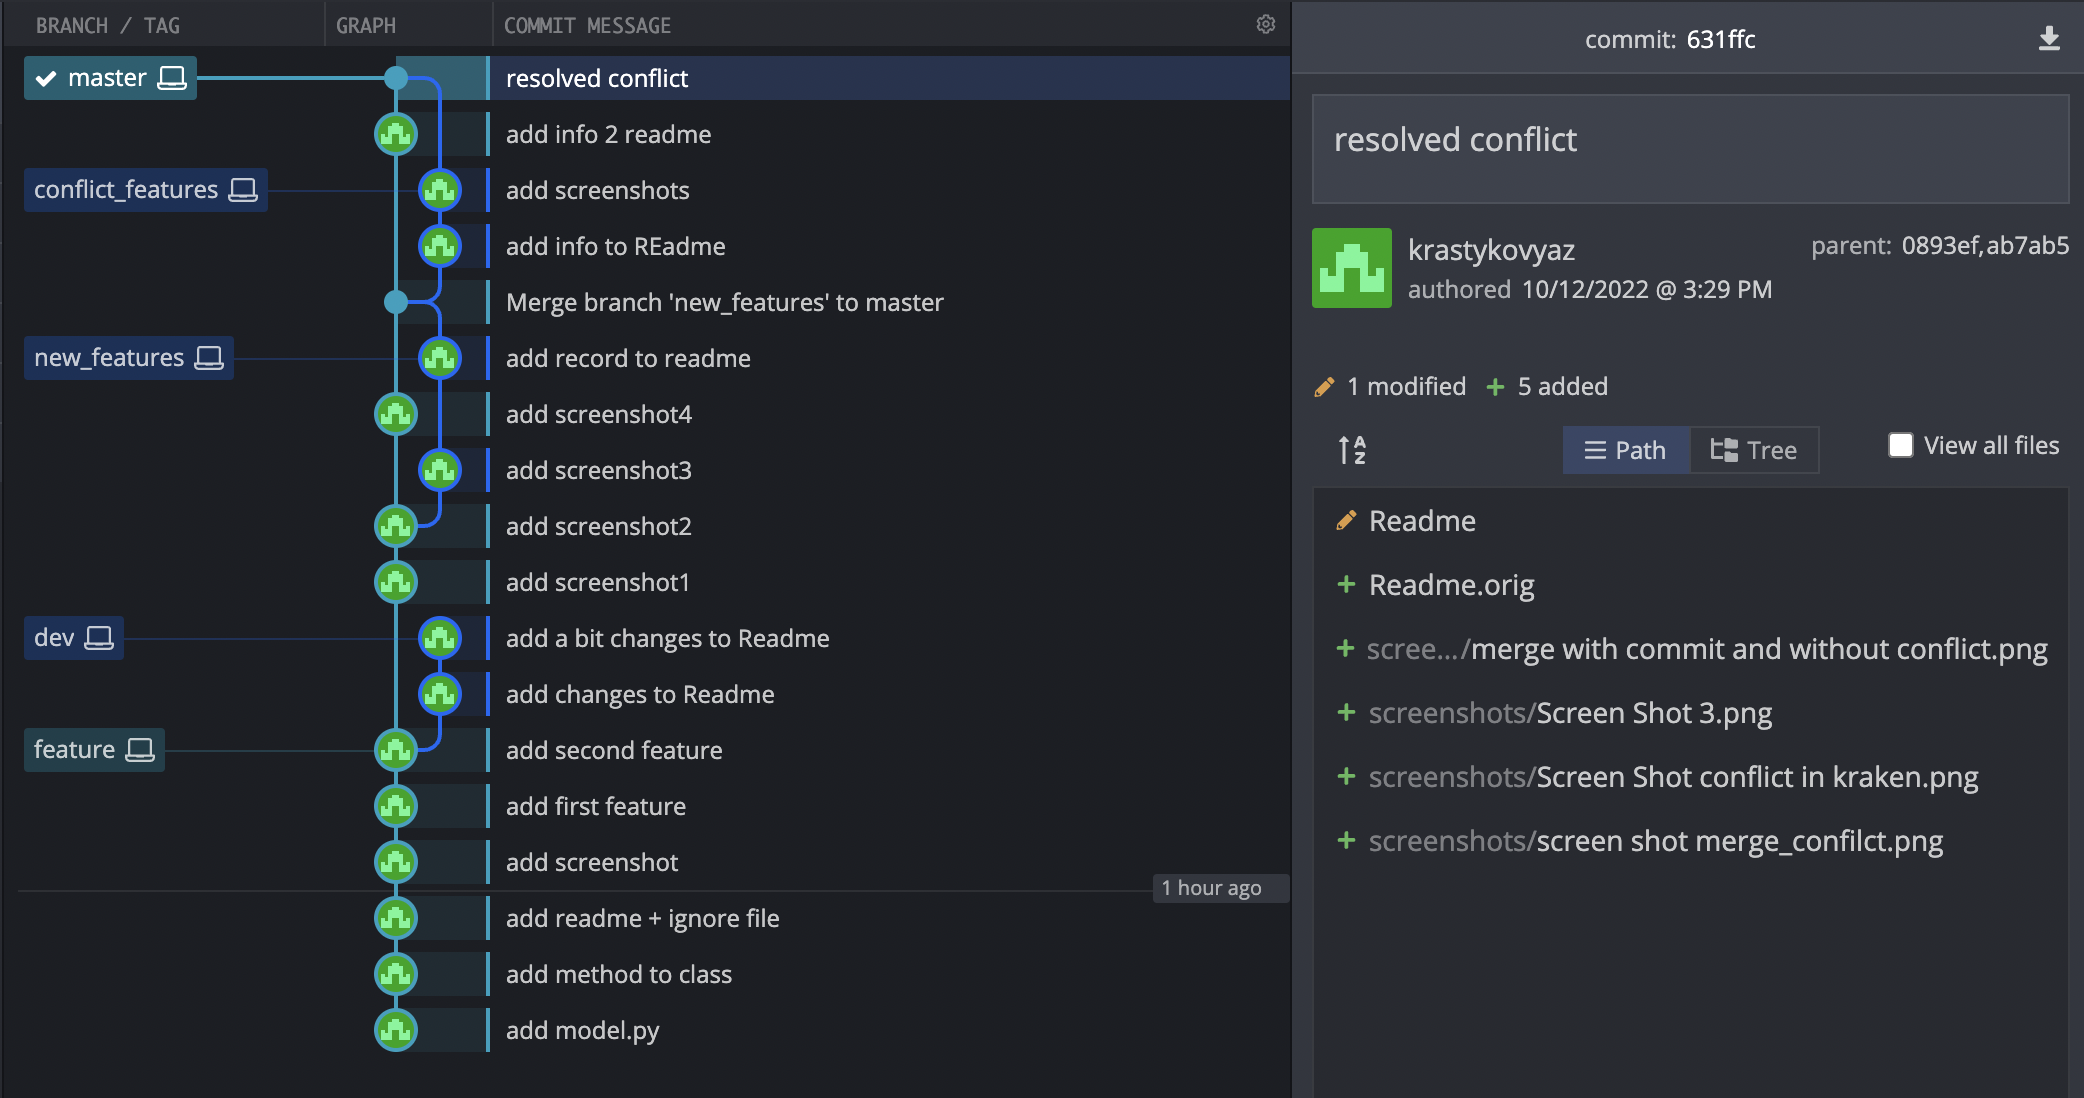 BRANCH / TAG GRAPH COMMIT MESSAGE
master resolved conflict
add info 2 readme
conflict_features add screenshots
add info to REadme
Merge branch 'new_features' to master
new_features add record to readme
add screenshot4
add screenshot3
add screenshot2
add screenshot1
dev add a bit changes to Readme
add changes to Readme
feature add second feature
add first feature
add screenshot
1 hour ago
add readme + ignore file
add method to class
add model.py
commit: 631ffc
resolved conflict
krastykovyaz parent: 0893ef,ab7ab5
authored 10/12/2022 @ 3:29 PM
1 modified + 5 added
A Z Path Tree View all files
Readme
+ Readme.orig
+ scree.../merge with commit and without conflict.png
+ screenshots/Screen Shot 3.png
+ screenshots/Screen Shot conflict in kraken.png
+ screenshots/screen shot merge_confilct.png